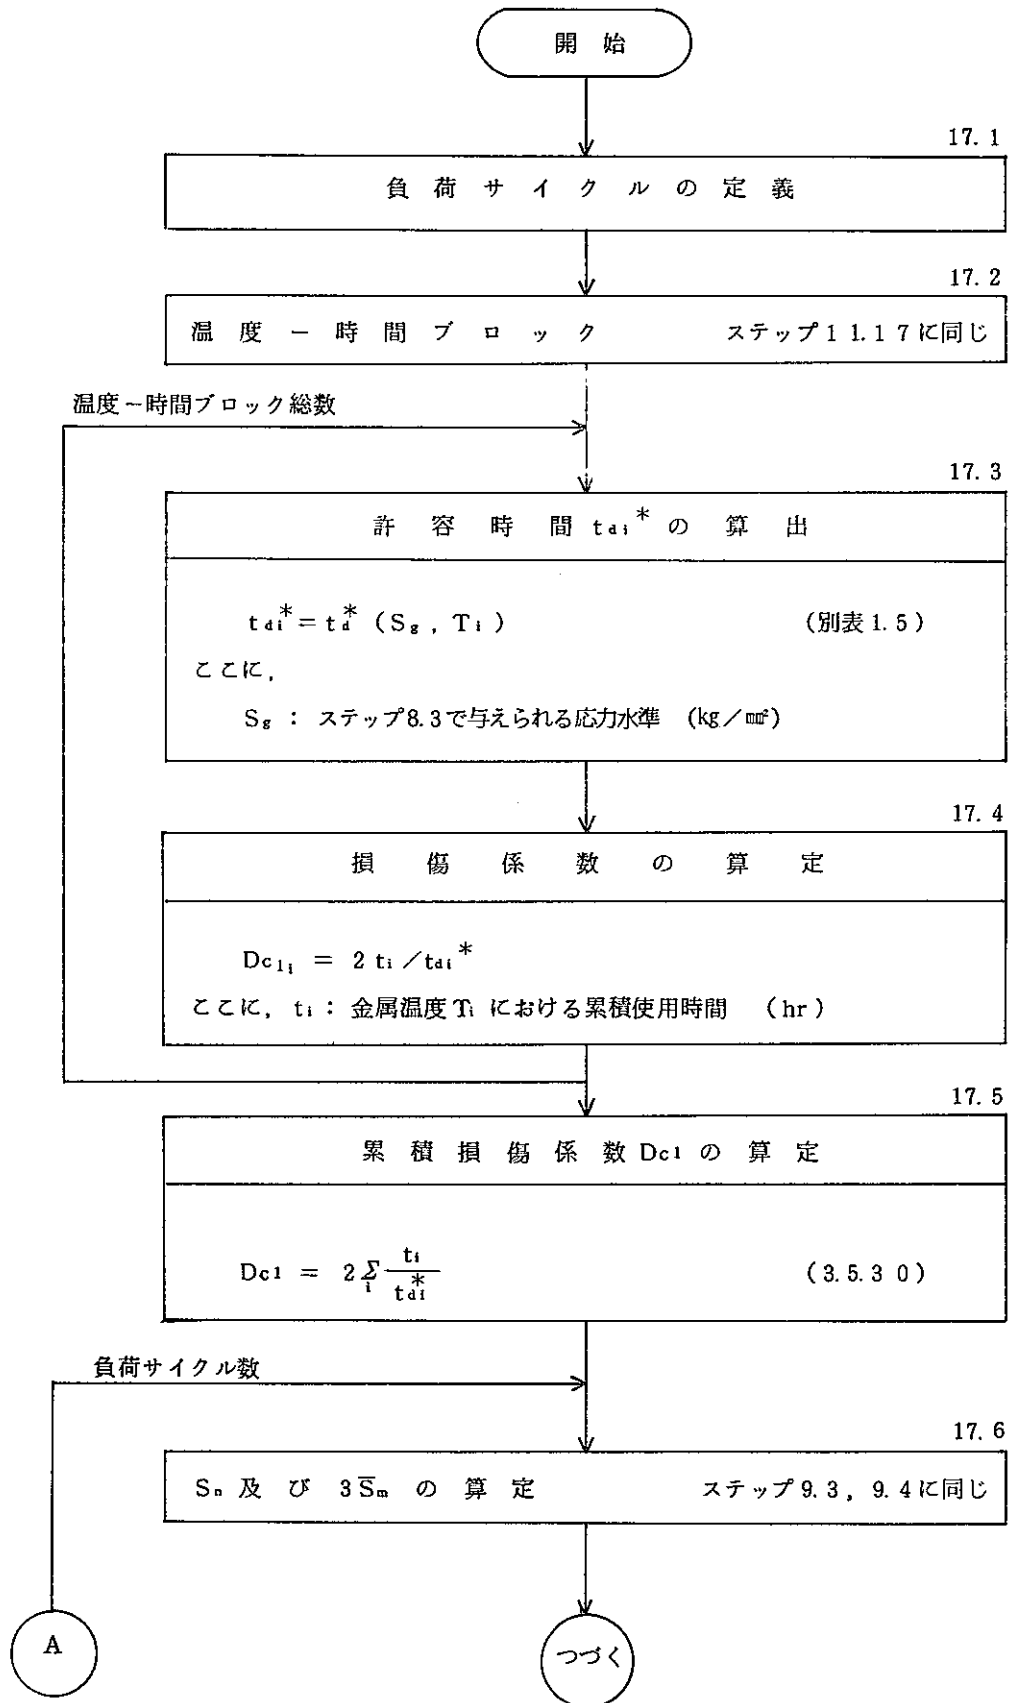 開始
17.1
負荷サイクルの定義
17.2
温度－時間ブロック ステップ11.17に同じ
温度－時間ブロック総数
17.3
許容時間 tdi* の算出
tdi* = td* (Sg, Ti) (別表1.5)
ここに,
Sg : ステップ8.3で与えられる応力水準 (kg/mm²)
17.4
損傷係数の算定
Dc1i = 2 ti / tdi*
ここに, ti : 金属温度Tiにおける累積使用時間 (hr)
17.5
累積損傷係数Dc1の算定
Dc1 = 2 Σi ti / tdi* (3.5.30)
負荷サイクル数
17.6
Sn及び 3S̅mの算定 ステップ9.3, 9.4に同じ
A
つづく